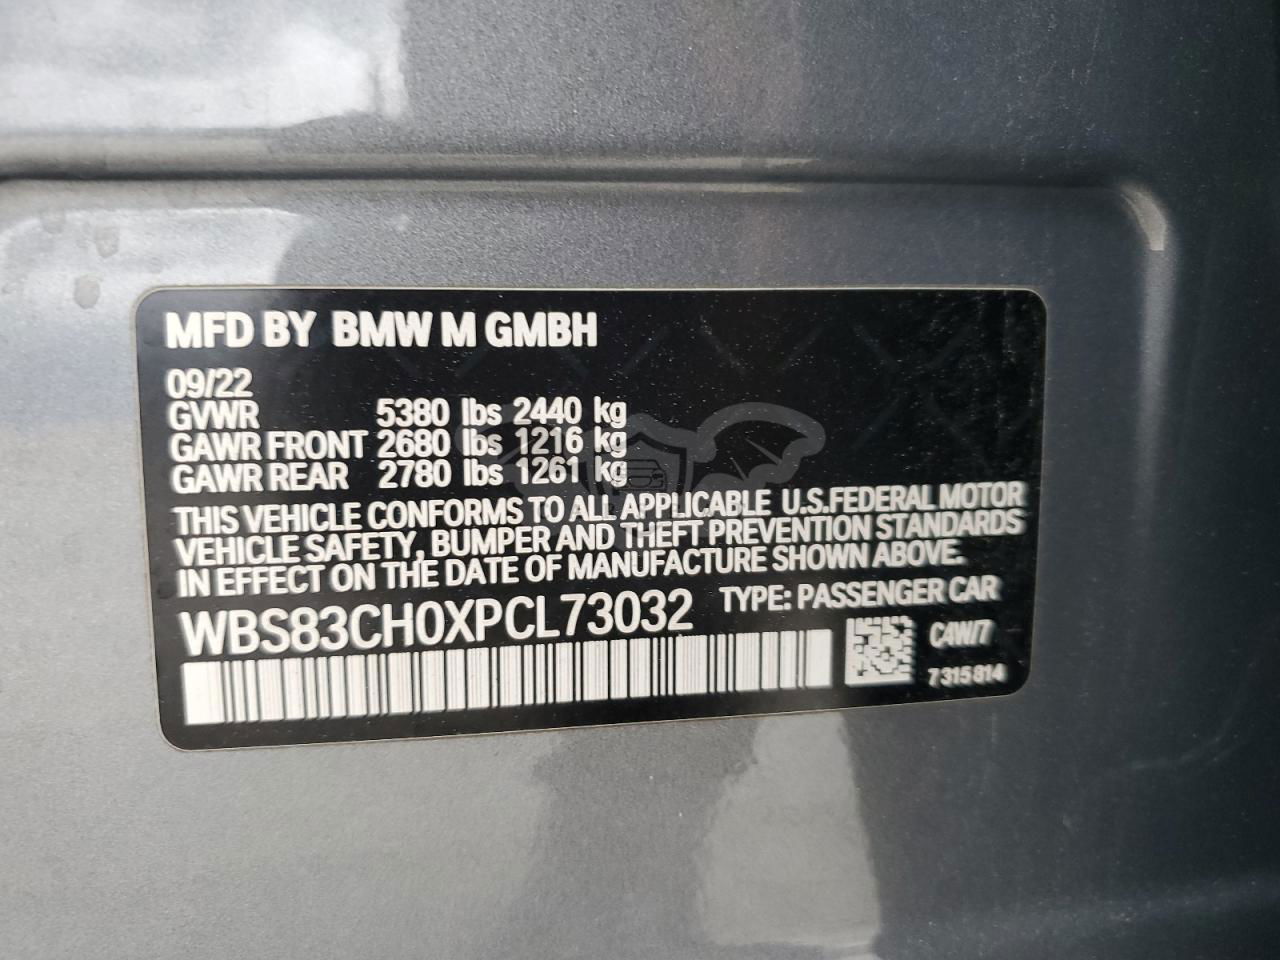 MFD BY BMW M GMBH
09/22
GVWR 5380 lbs 2440 kg
GAWR FRONT 2680 lbs 1216 kg
GAWR REAR 2780 lbs 1261 kg
THIS VEHICLE CONFORMS TO ALL APPLICABLE U.S.FEDERAL MOTOR
VEHICLE SAFETY, BUMPER AND THEFT PREVENTION STANDARDS
IN EFFECT ON THE DATE OF MANUFACTURE SHOWN ABOVE.
WBS83CH0XPCL73032 TYPE: PASSENGER CAR
C4W/7
7315814